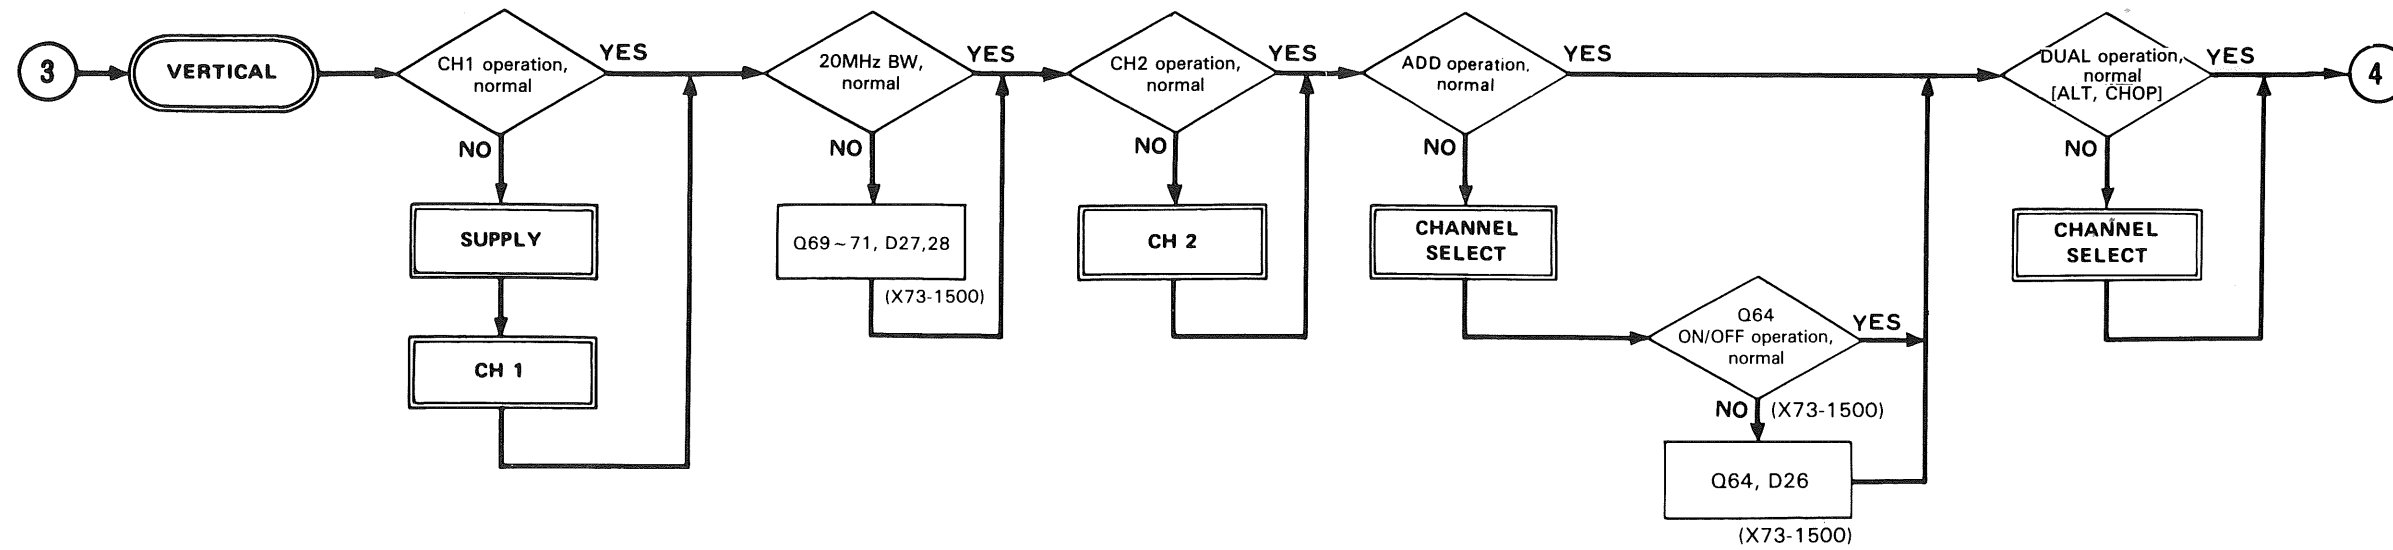 3
VERTICAL
CH1 operation,
normal
YES
NO
SUPPLY
CH 1
20MHz BW,
normal
YES
NO
Q69~71, D27,28
(X73-1500)
CH2 operation,
normal
YES
NO
CH 2
ADD operation,
normal
YES
NO
CHANNEL
SELECT
Q64
ON/OFF operation,
normal
YES
NO
(X73-1500)
Q64, D26
(X73-1500)
DUAL operation,
normal
[ALT, CHOP]
YES
NO
CHANNEL
SELECT
4